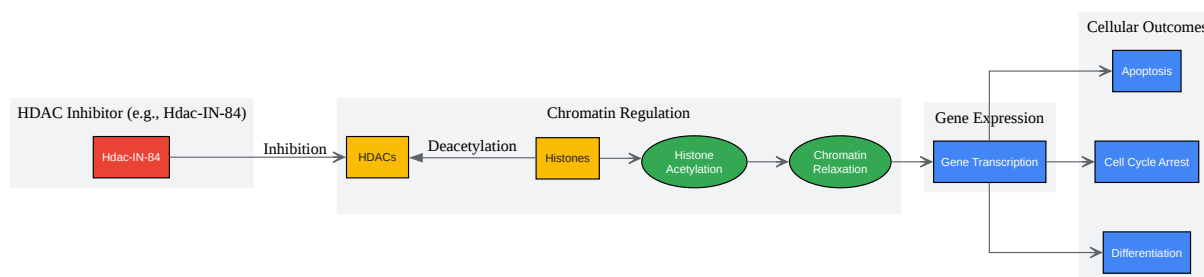 HDAC Inhibitor (e.g., Hdac-IN-84)
Hdac-IN-84
Inhibition
Chromatin Regulation
HDACs
Deacetylation
Histones
Histone
Acetylation
Chromatin
Relaxation
Gene Expression
Gene Transcription
Cellular Outcomes
Apoptosis
Cell Cycle Arrest
Differentiation